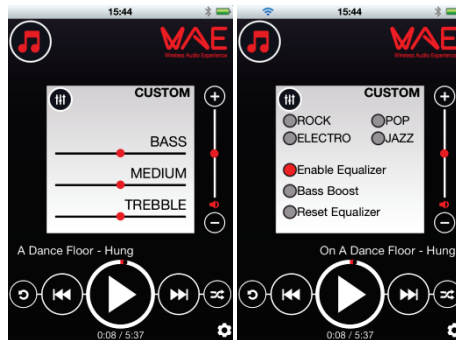 15:44
WAE
Wireless Audio Experience
CUSTOM
BASS
MEDIUM
TREBBLE
A Dance Floor - Hung
0:08 / 5:37
15:44
WAE
Wireless Audio Experience
CUSTOM
ROCK POP
ELECTRO JAZZ
Enable Equalizer
Bass Boost
Reset Equalizer
On A Dance Floor - Hung
0:08 / 5:37